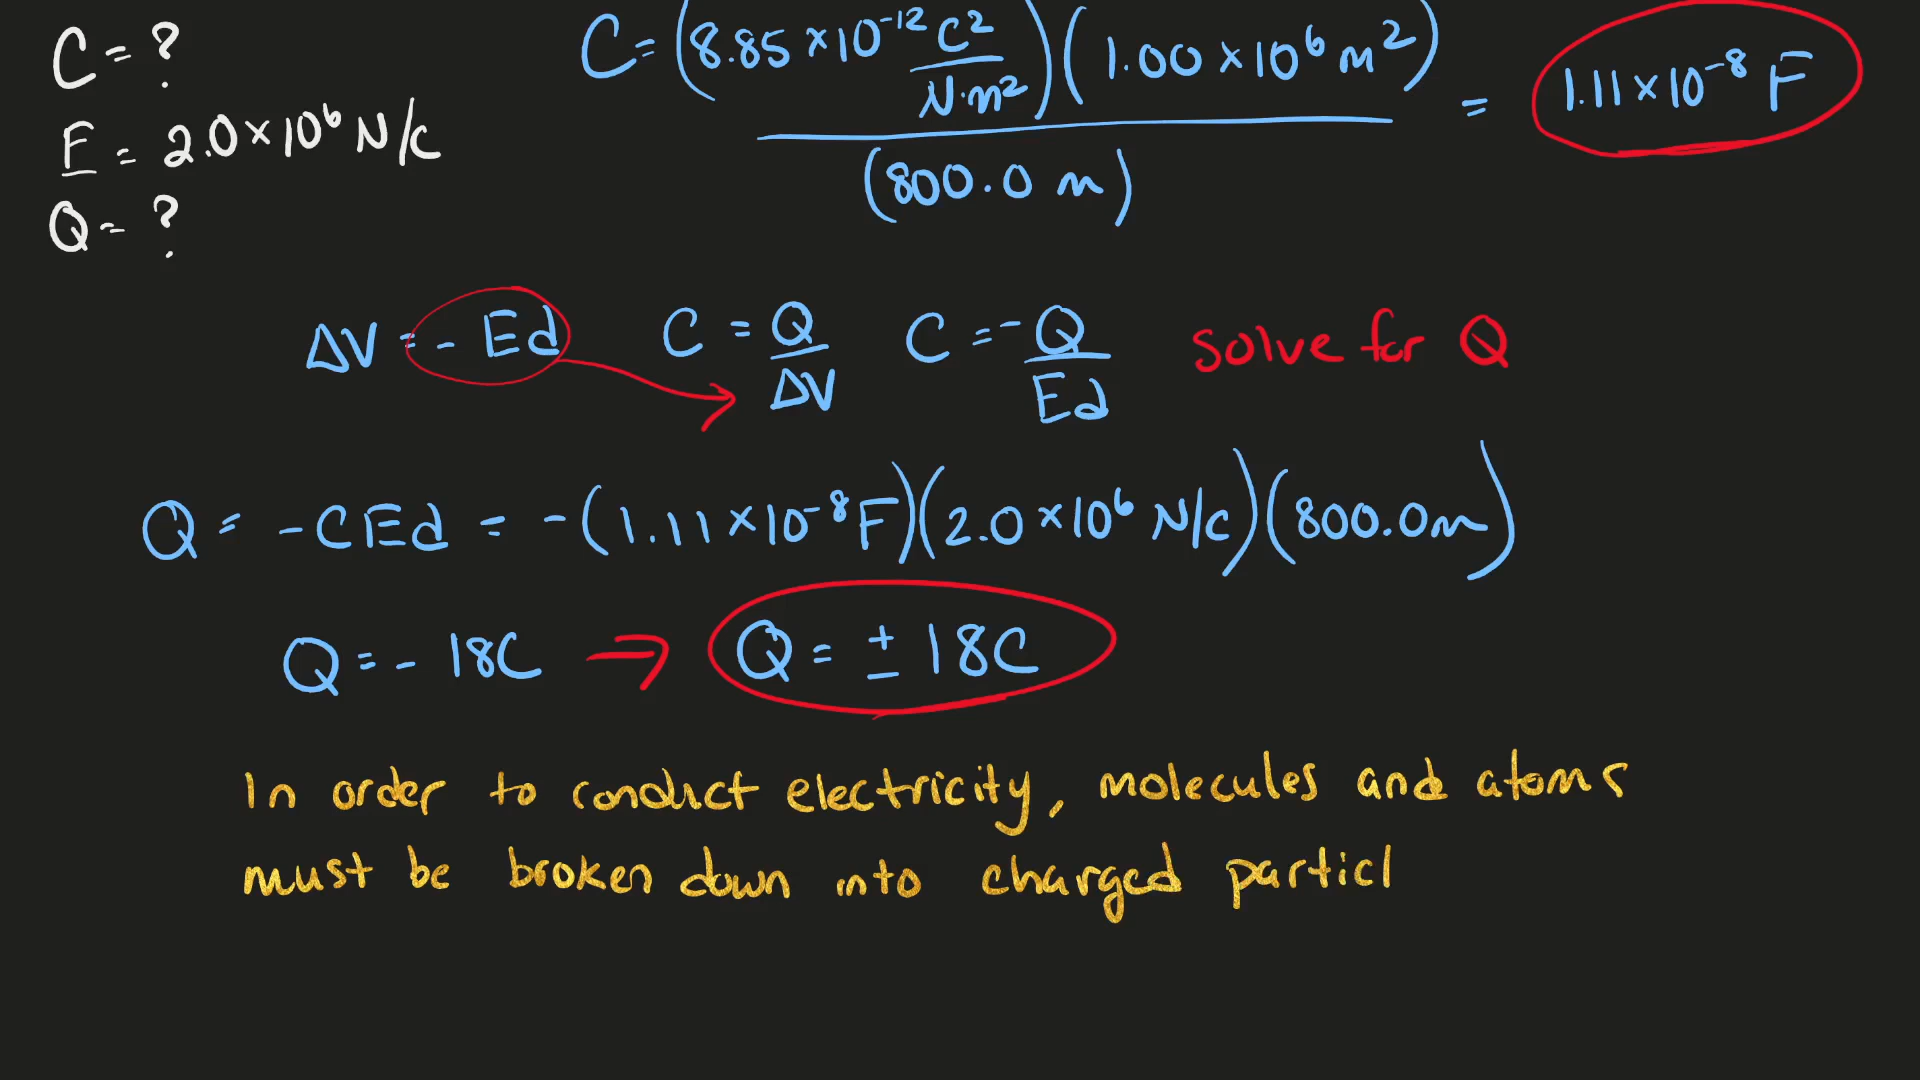 C = ?
E = 2.0 × 10⁶ N/C
Q = ?
C = (8.85 × 10⁻¹² C²/N·m²)(1.00 × 10⁶ m²) / (800.0 m) = 1.11 × 10⁻⁸ F
ΔV = - Ed C = Q/ΔV C = - Q/Ed solve for Q
Q = - CEd = - (1.11 × 10⁻⁸ F)(2.0 × 10⁶ N/C)(800.0 m)
Q = - 18C → Q = ± 18C
In order to conduct electricity, molecules and atoms
must be broken down into charged particl